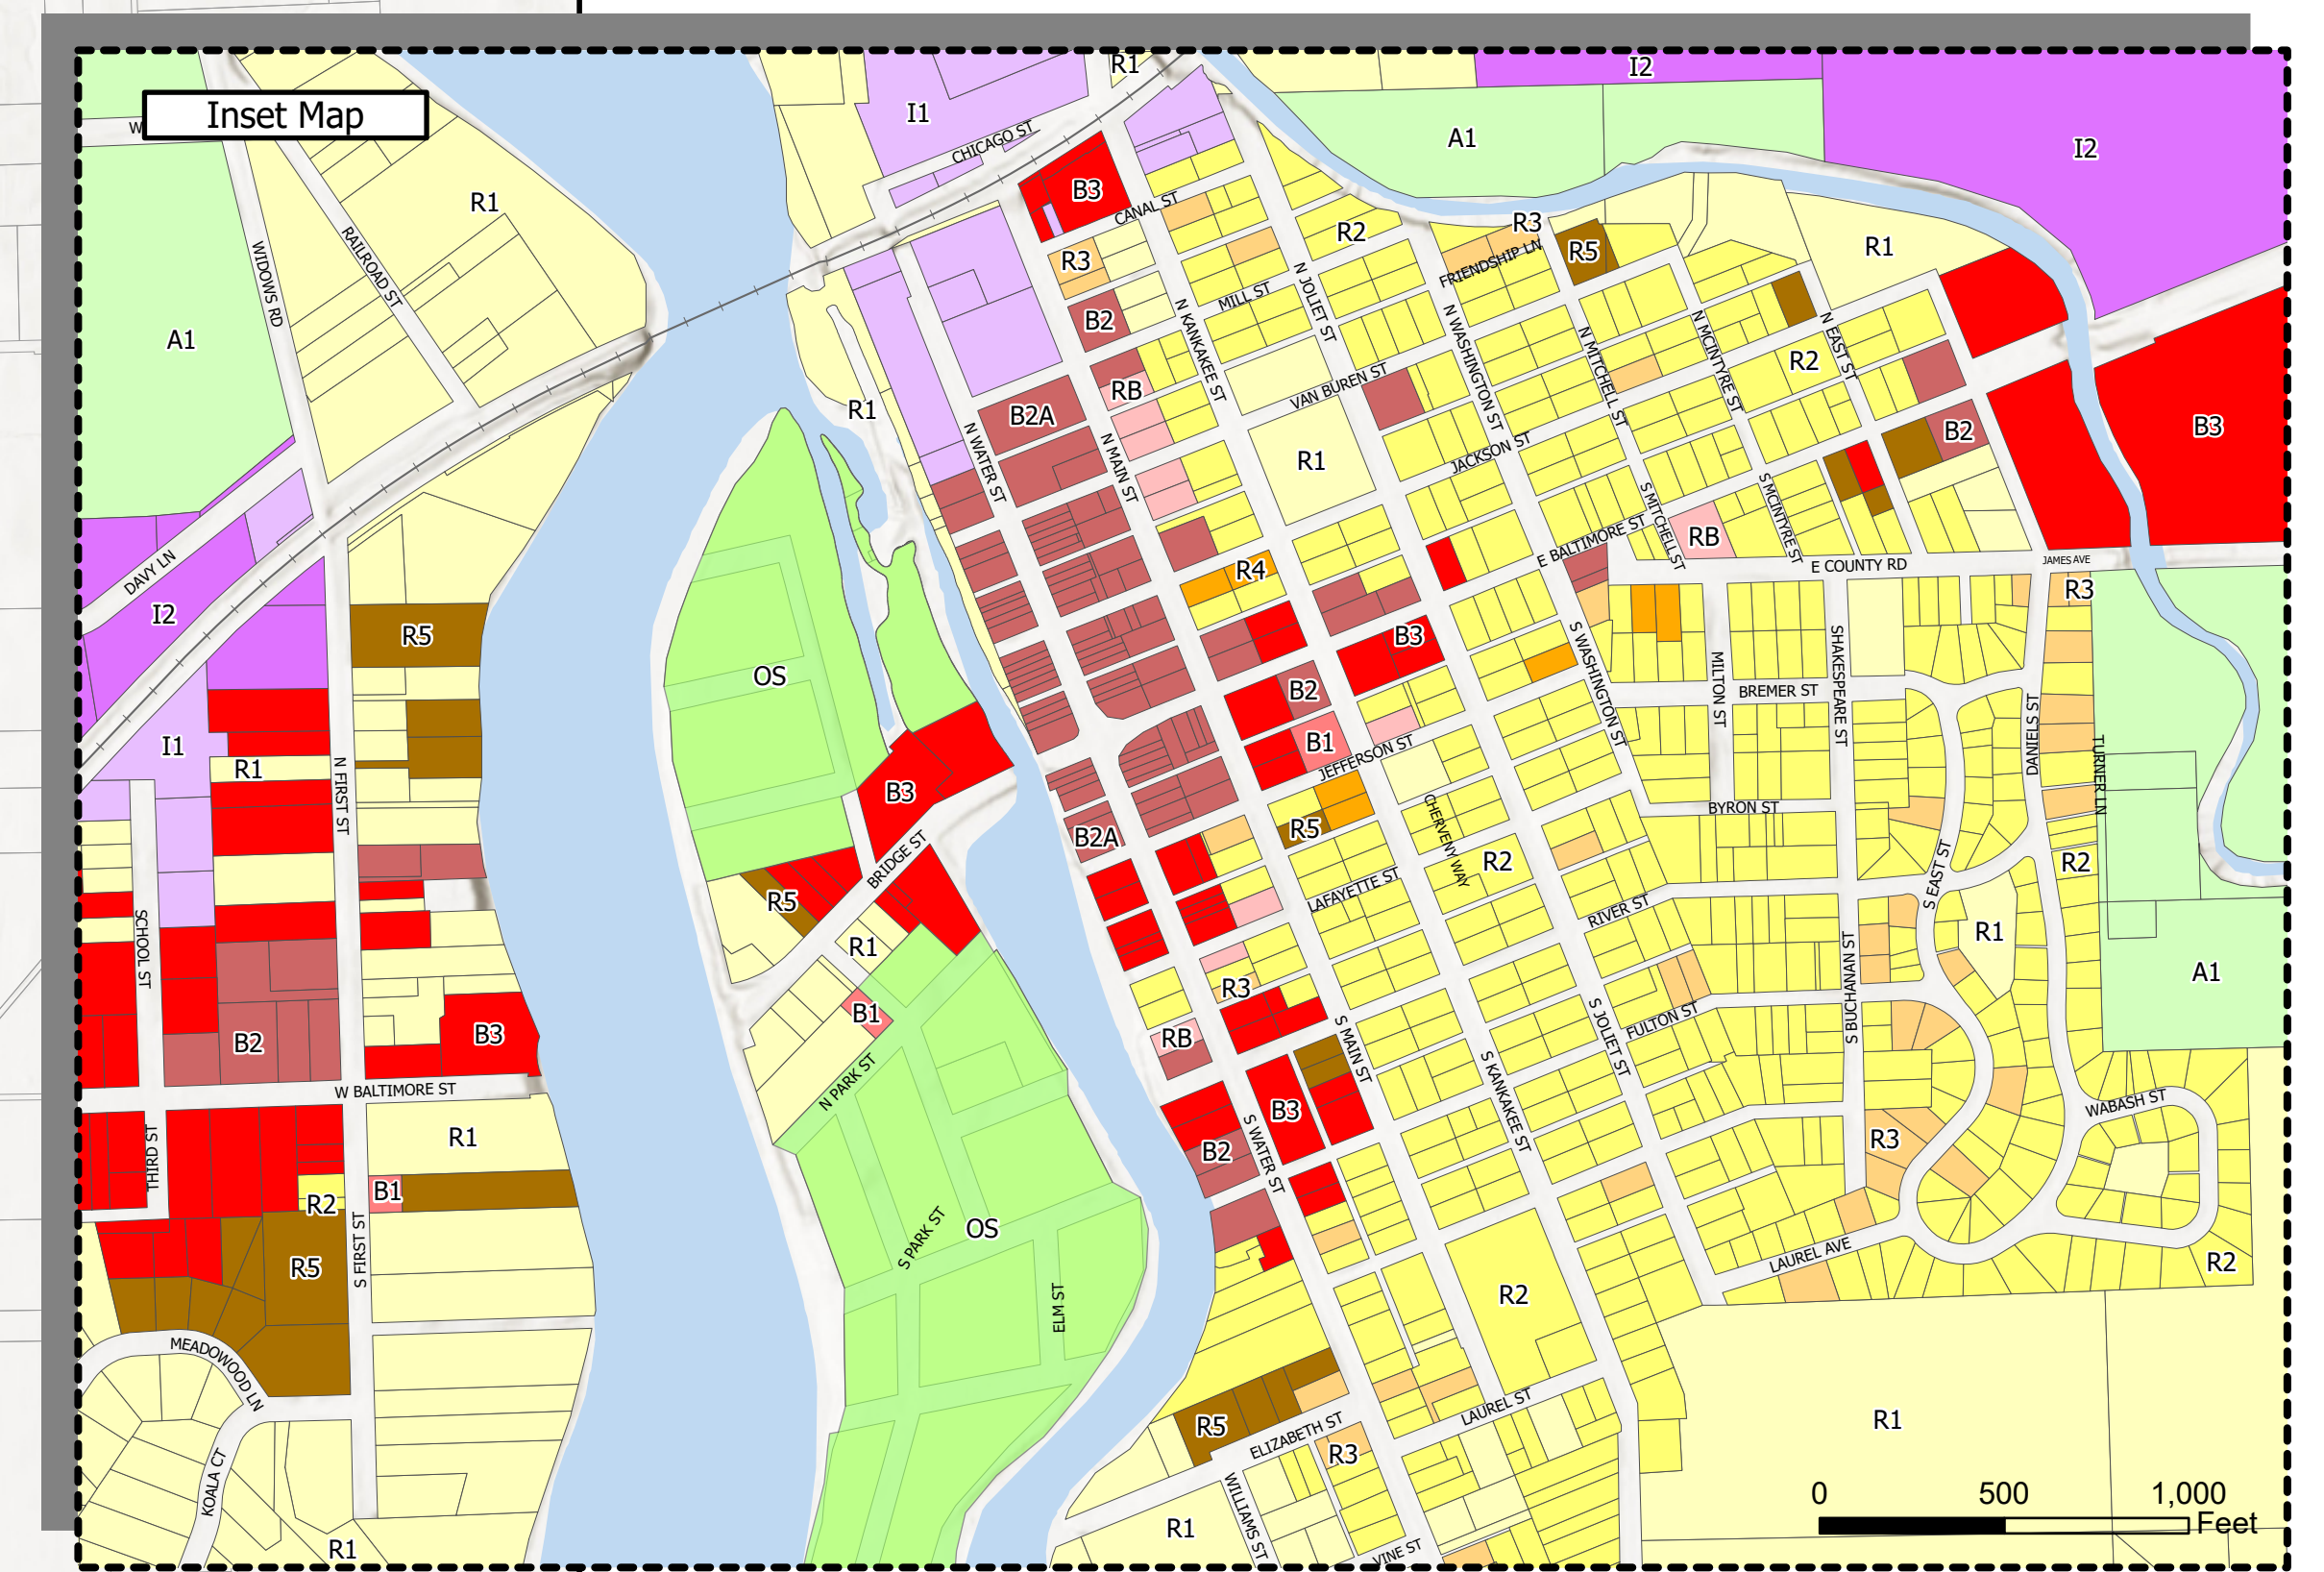 R1
I2
Inset Map
W
I1
A1
I2
CHICAGO ST
B3
R1
CANAL ST
R3
R2
R5
R1
FRIENDSHIP LN
RAILROAD ST
WIDOWS RD
R3
N JOLIET ST
MILL ST
B2
N KANKAKEE ST
N WASHINGTON ST
N MITCHELL ST
N MCINTYRE ST
N EAST ST
A1
R2
VAN BUREN ST
RB
R1
B2A
B3
B2
N WATER ST
N MAIN ST
R1
JACKSON ST
S MITCHELL ST
S MCINTYRE ST
RB
E BALTIMORE ST
E COUNTY RD
JAMES AVE
DAVY LN
R4
R3
I2
R5
B3
S WASHINGTON ST
MILTON ST
SHAKESPEARE ST
OS
B2
BREMER ST
DANIELS ST
I1
B1
JEFFERSON ST
TURNER LN
R1
N FIRST ST
B3
BYRON ST
CHERVENY WAY
B2A
R5
R2
R2
BRIDGE ST
S EAST ST
LAFAYETTE ST
R5
RIVER ST
SCHOOL ST
R1
R1
A1
S BUCHANAN ST
R3
B1
FULTON ST
S JOLIET ST
B3
RB
S MAIN ST
B2
N PARK ST
W BALTIMORE ST
S KANKAKEE ST
WABASH ST
B3
R1
THIRD ST
B2
S WATER ST
R3
B1
R2
S PARK ST
OS
S FIRST ST
R5
LAUREL AVE
R2
ELM ST
R2
MEADOWOOD LN
R5
LAUREL ST
R1
ELIZABETH ST
R3
KOALA CT
WILLIAMS ST
0 500 1,000
Feet
R1
R1
VINE ST